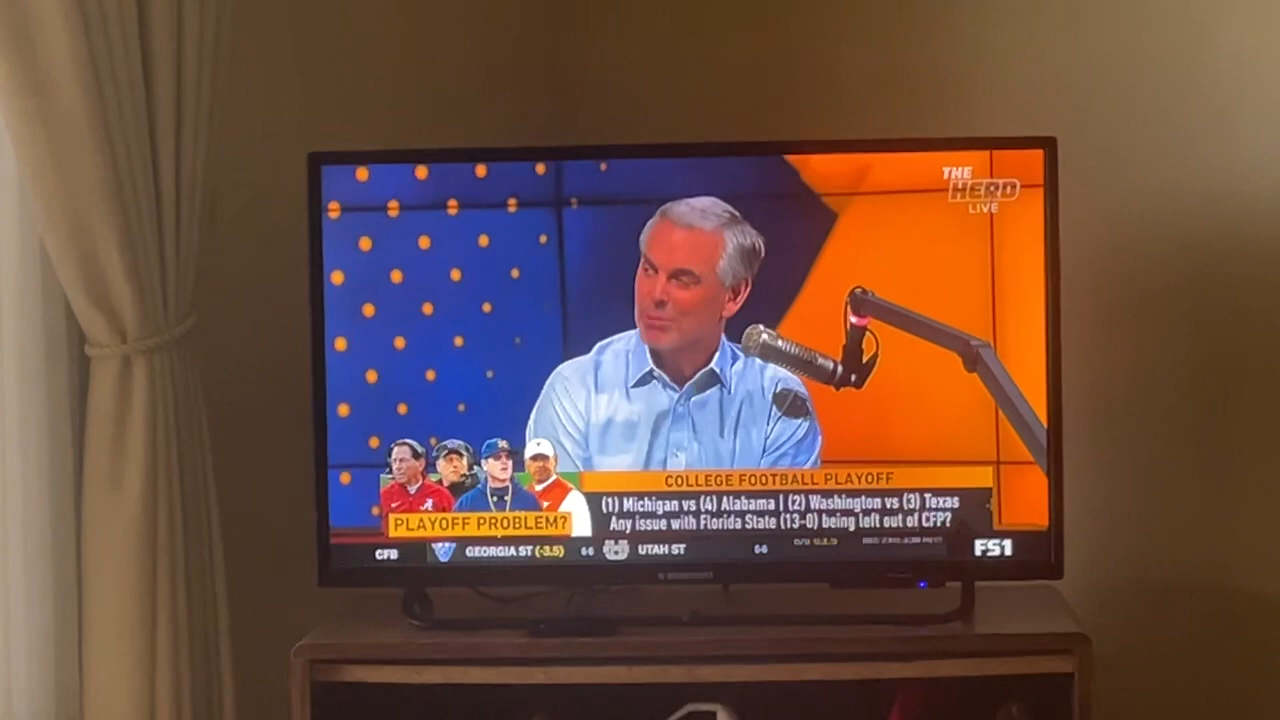 THE
HERD
LIVE
COLLEGE FOOTBALL PLAYOFF
(1) Michigan vs (4) Alabama | (2) Washington vs (3) Texas
Any issue with Florida State (13-0) being left out of CFP?
PLAYOFF PROBLEM?
CFB GEORGIA ST (-3.5) 6-6 UTAH ST 6-6
FS1